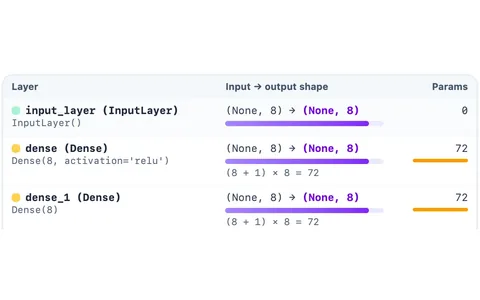 Layer Input → output shape Params
input_layer (InputLayer) (None, 8) → (None, 8) 0
InputLayer()
dense (Dense) (None, 8) → (None, 8) 72
Dense(8, activation='relu')
(8 + 1) × 8 = 72
dense_1 (Dense) (None, 8) → (None, 8) 72
Dense(8)
(8 + 1) × 8 = 72